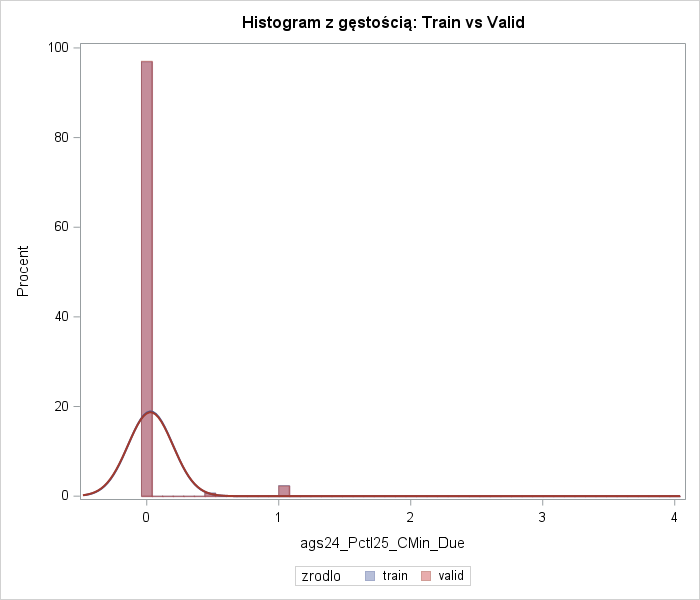 Histogram z gęstością: Train vs Valid
100
80
60
40
20
0
Procent
0 1 2 3 4
ags24_Pctl25_CMin_Due
zrodlo train valid